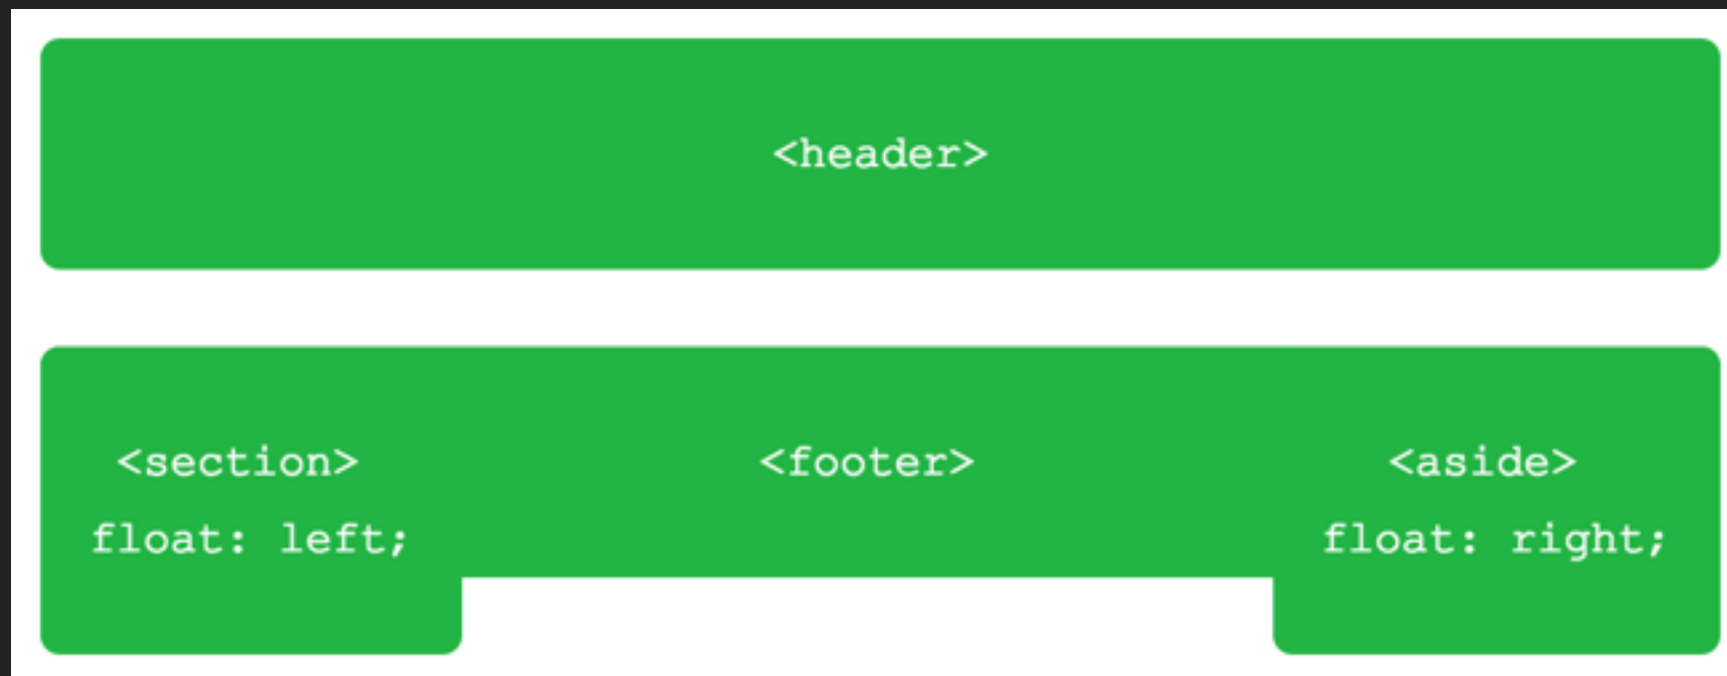 <header>
<section>
float: left;
<footer>
<aside>
float: right;